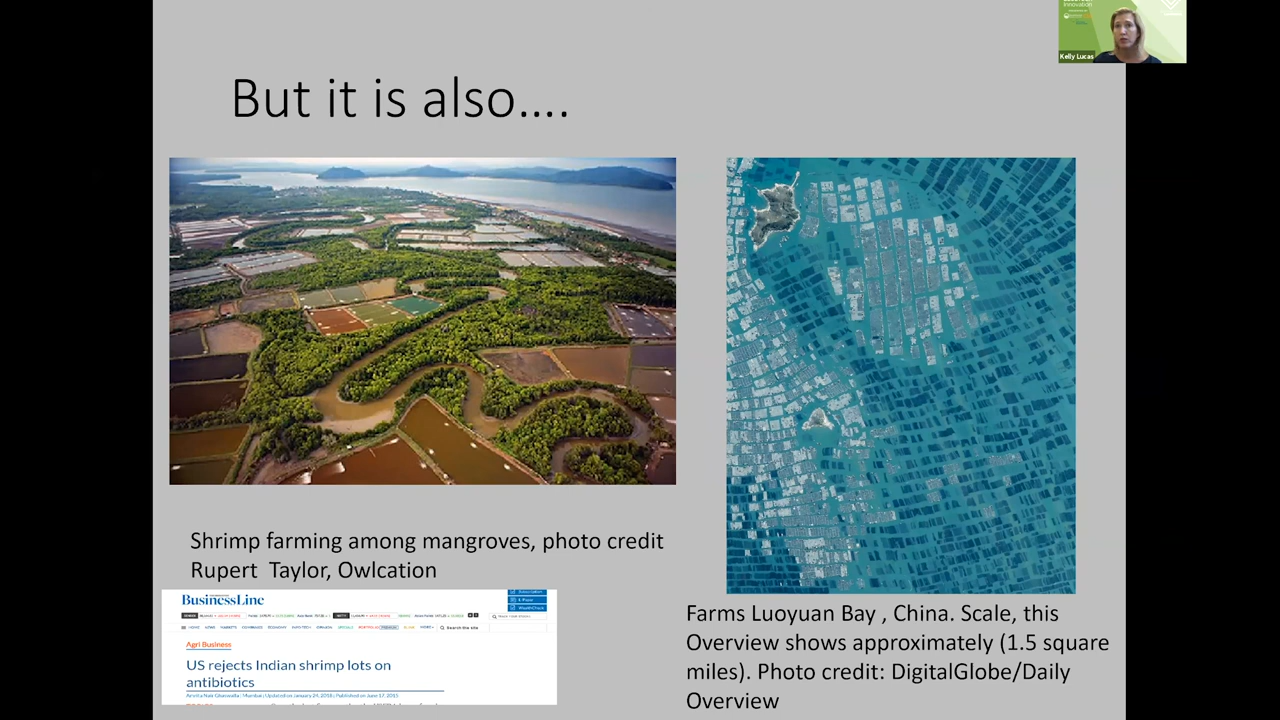 Innovation
Kelly Lucas
But it is also....
Shrimp farming among mangroves, photo credit
Rupert Taylor, Owlcation
BusinessLine
Agri Business
US rejects Indian shrimp lots on
antibiotics
Farms Luoyuan Bay , China: Scale, this
Overview shows approximately (1.5 square
miles). Photo credit: DigitalGlobe/Daily
Overview